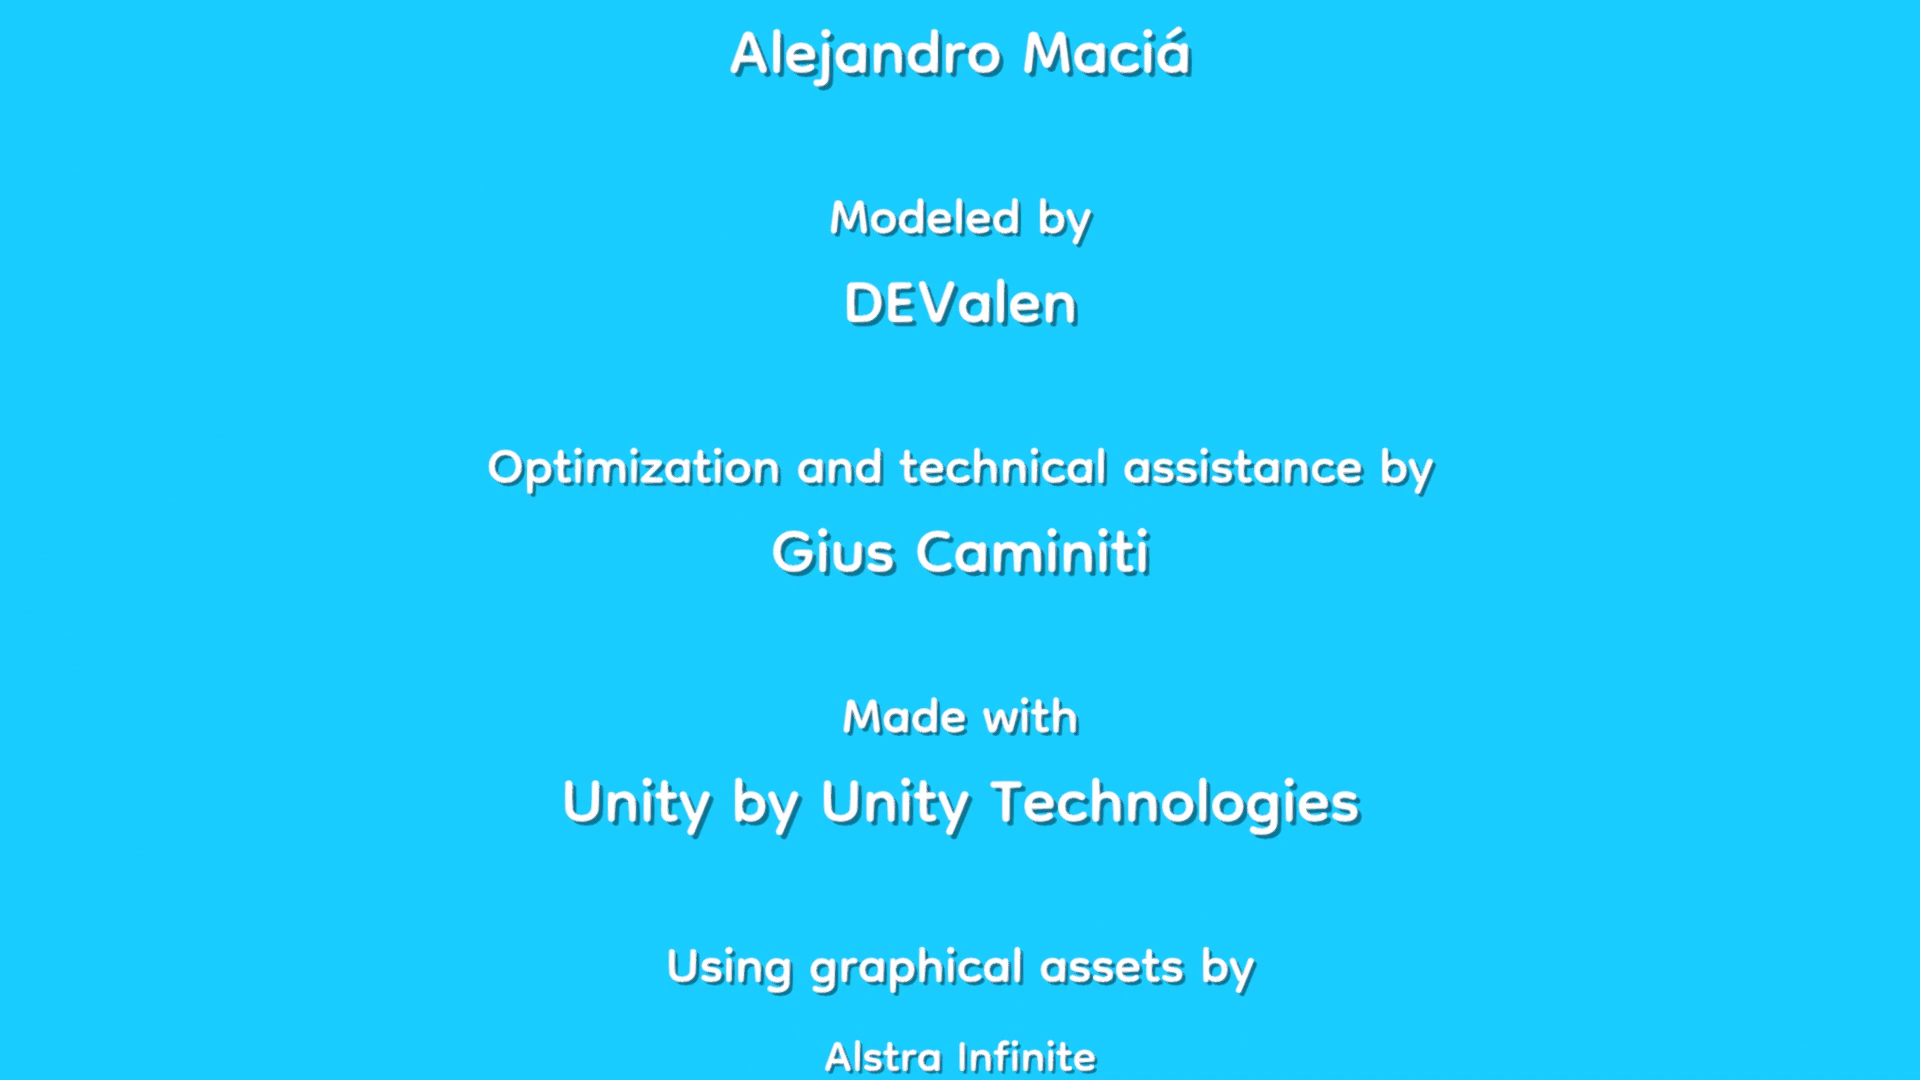 Alejandro Maciá
Modeled by
DEValen
Optimization and technical assistance by
Gius Caminiti
Made with
Unity by Unity Technologies
Using graphical assets by
Alstra Infinite